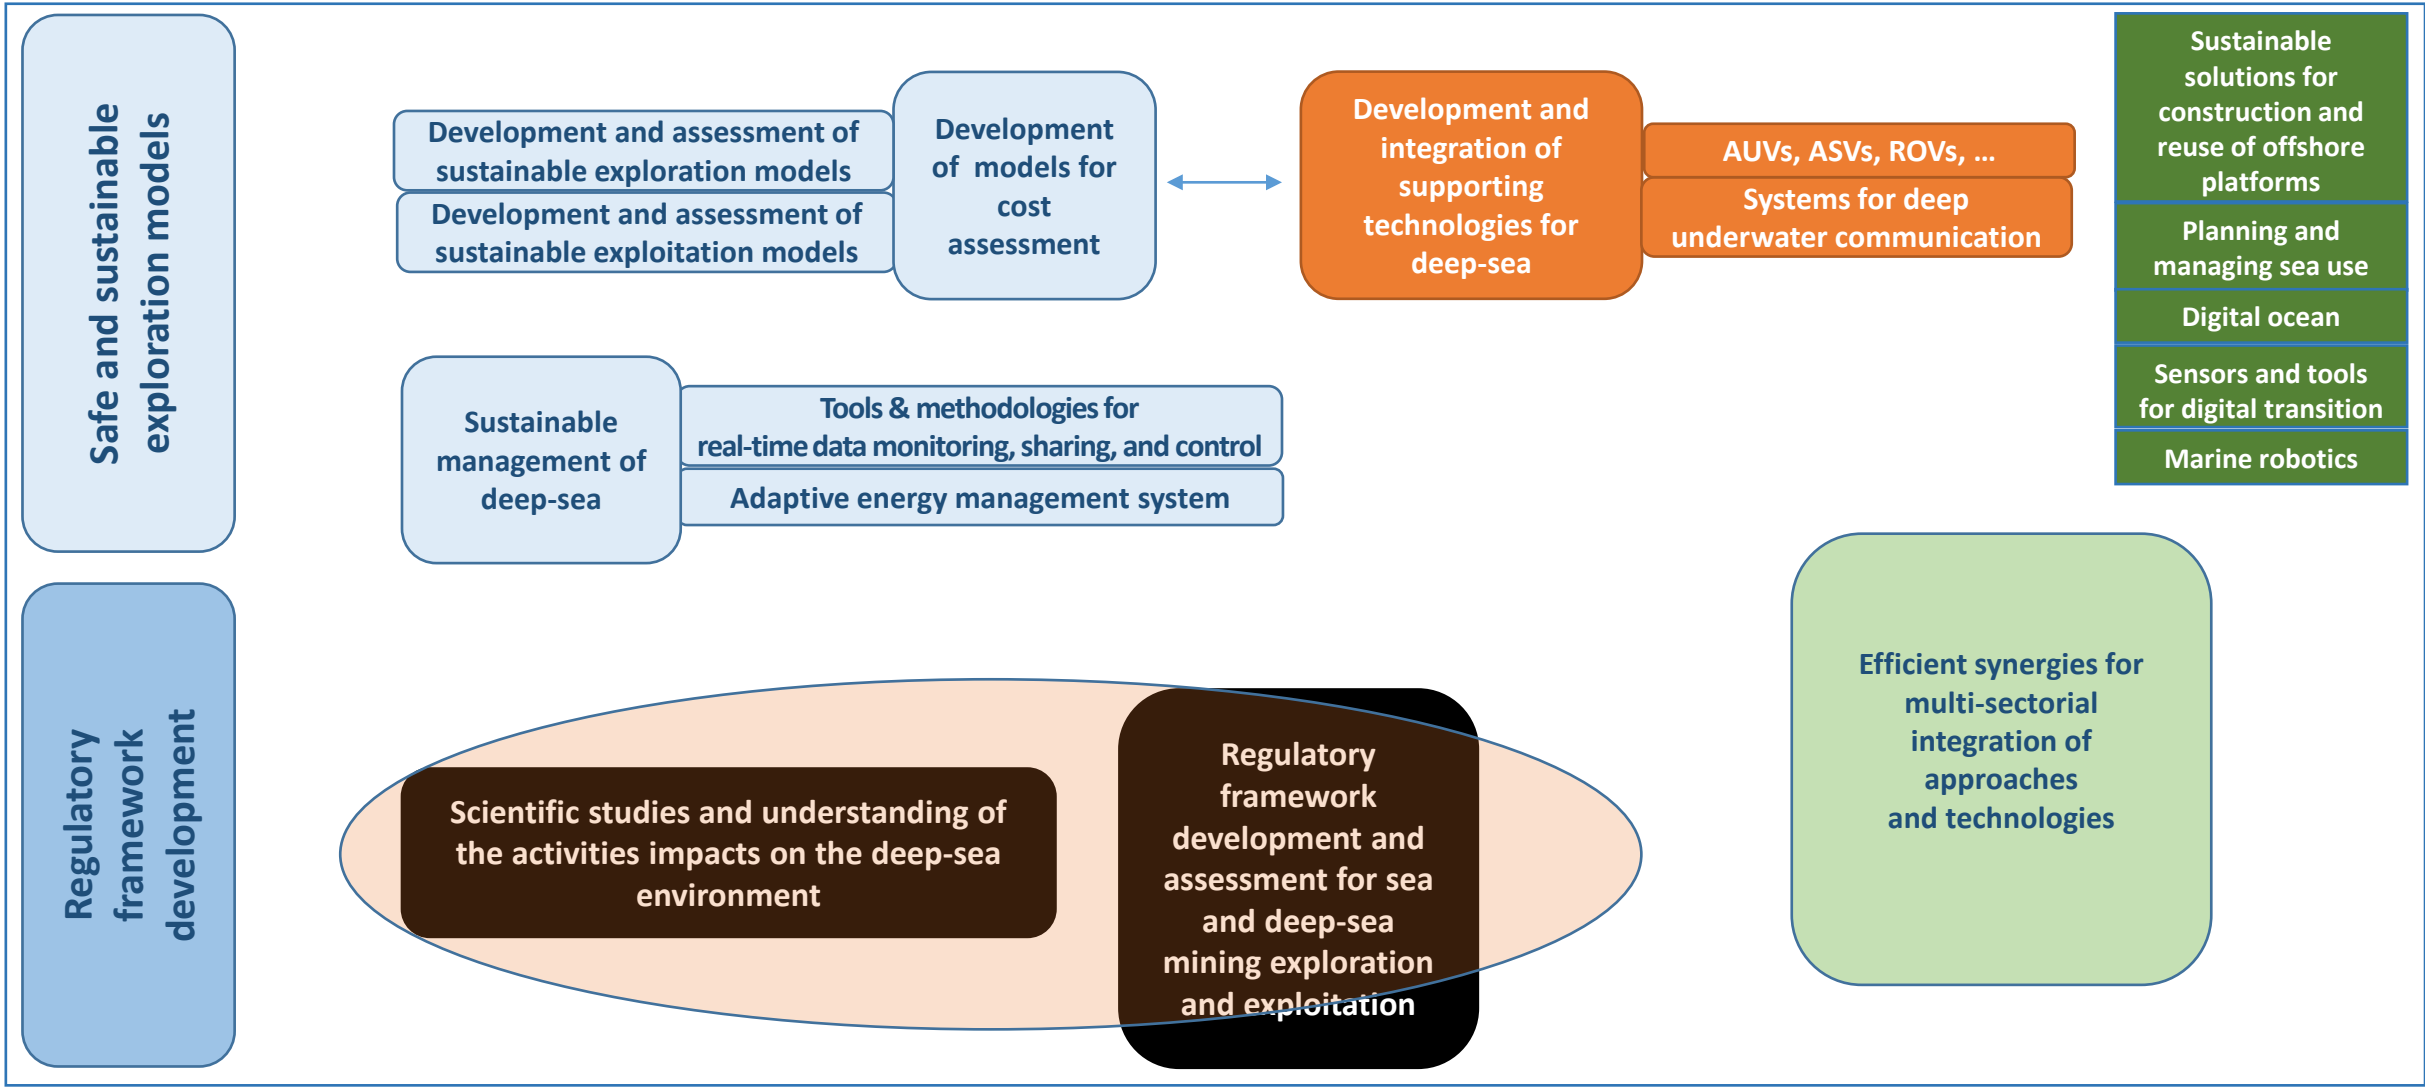 Safe and sustainable
exploration models
Development and assessment of
sustainable exploration models
Development and assessment of
sustainable exploitation models
Development
of models for
cost
assessment
Development and
integration of
supporting
technologies for
deep-sea
AUVs, ASVs, ROVs, ...
Systems for deep
underwater communication
Sustainable
solutions for
construction and
reuse of offshore
platforms
Planning and
managing sea use
Digital ocean
Sensors and tools
for digital transition
Marine robotics
Sustainable
management of
deep-sea
Tools & methodologies for
real-time data monitoring, sharing, and control
Adaptive energy management system
Regulatory
framework
development
Scientific studies and understanding of
the activities impacts on the deep-sea
environment
Regulatory
framework
development and
assessment for sea
and deep-sea
mining exploration
and exploitation
Efficient synergies for
multi-sectorial
integration of
approaches
and technologies